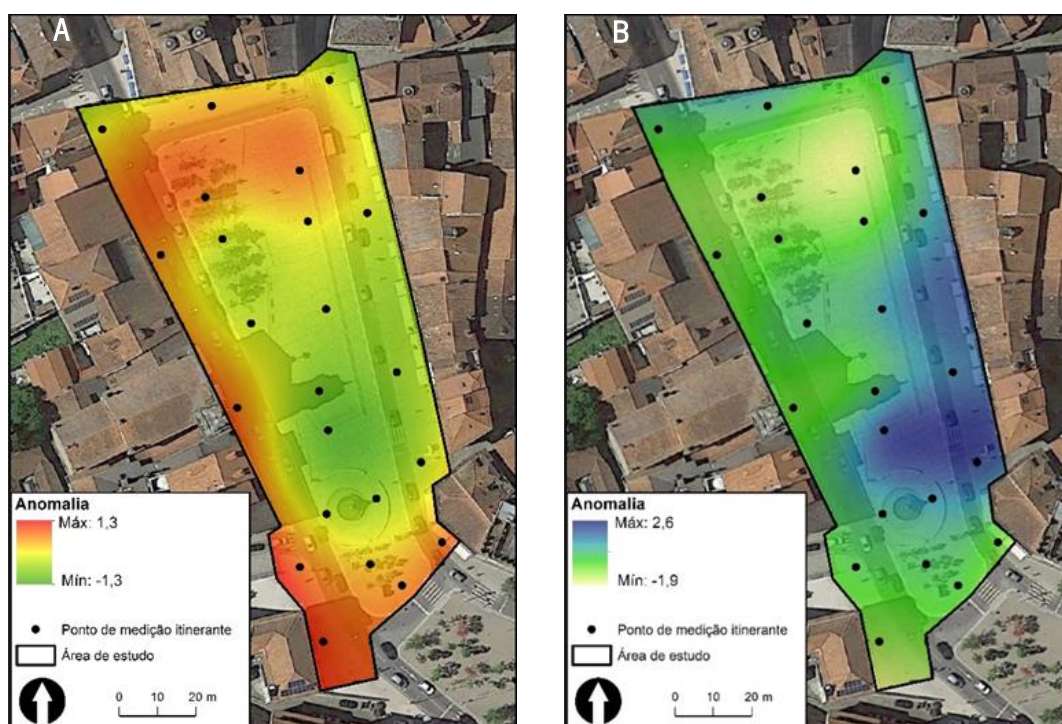 A
Anomalia
Máx: 1,3
Mín: -1,3
Ponto de medição itinerante
Área de estudo
0 10 20 m
B
Anomalia
Máx: 2,6
Mín: -1,9
Ponto de medição itinerante
Área de estudo
0 10 20 m